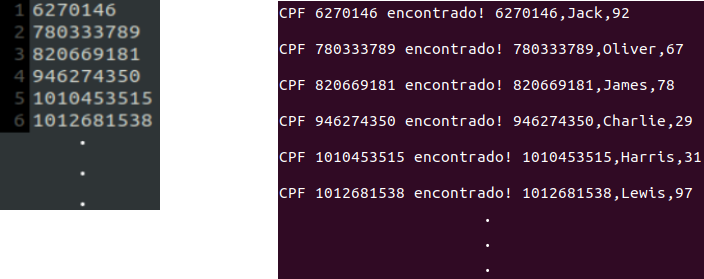 1 6270146
2 780333789
3 820669181
4 946274350
5 1010453515
6 1012681538
.
.
.
CPF 6270146 encontrado! 6270146,Jack,92
CPF 780333789 encontrado! 780333789,Oliver,67
CPF 820669181 encontrado! 820669181,James,78
CPF 946274350 encontrado! 946274350,Charlie,29
CPF 1010453515 encontrado! 1010453515,Harris,31
CPF 1012681538 encontrado! 1012681538,Lewis,97
.
.
.